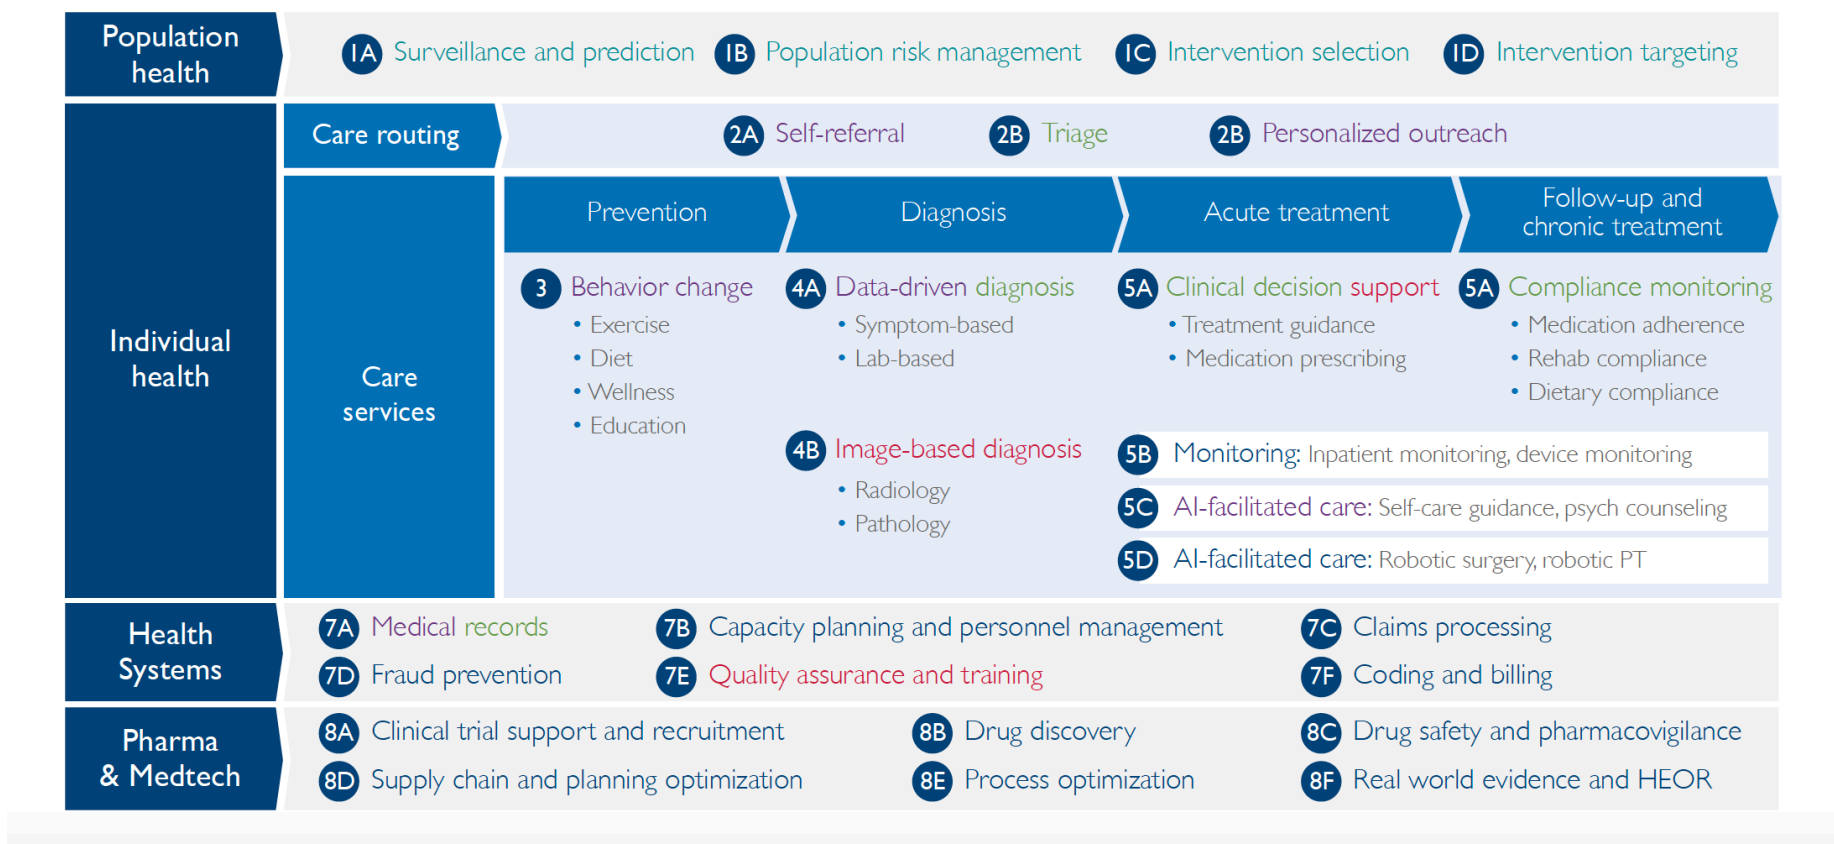 Population
health
1A Surveillance and prediction
1B Population risk management
1C Intervention selection
1D Intervention targeting
Individual
health
Care routing
2A Self-referral
2B Triage
2B Personalized outreach
Care
services
Prevention
3 Behavior change
• Exercise
• Diet
• Wellness
• Education
Diagnosis
4A Data-driven diagnosis
• Symptom-based
• Lab-based
4B Image-based diagnosis
• Radiology
• Pathology
Acute treatment
5A Clinical decision support
• Treatment guidance
• Medication prescribing
Follow-up and
chronic treatment
5A Compliance monitoring
• Medication adherence
• Rehab compliance
• Dietary compliance
5B Monitoring: Inpatient monitoring, device monitoring
5C AI-facilitated care: Self-care guidance, psych counseling
5D AI-facilitated care: Robotic surgery, robotic PT
Health
Systems
7A Medical records
7B Capacity planning and personnel management
7C Claims processing
7D Fraud prevention
7E Quality assurance and training
7F Coding and billing
Pharma
& Medtech
8A Clinical trial support and recruitment
8B Drug discovery
8C Drug safety and pharmacovigilance
8D Supply chain and planning optimization
8E Process optimization
8F Real world evidence and HEOR